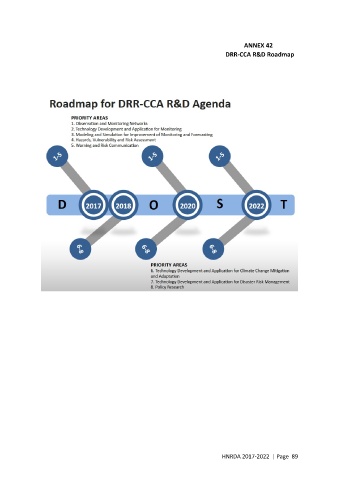 ANNEX 42
DRR-CCA R&D Roadmap
Roadmap for DRR-CCA R&D Agenda
PRIORITY AREAS
1. Observation and Monitoring Networks
2. Technology Development and Application for Monitoring
3. Modeling and Simulation for Improvement of Monitoring and Forecasting
4. Hazards, Vulnerability and Risk Assessment
5. Warning and Risk Communication
1-5 1-5 1-5
D 2017 2018 O 2020 S 2022 T
6-8 6-8 6-8
PRIORITY AREAS
6. Technology Development and Application for Climate Change Mitigation
and Adaptation
7. Technology Development and Application for Disaster Risk Management
8. Policy Research
HNRDA 2017-2022 | Page 89